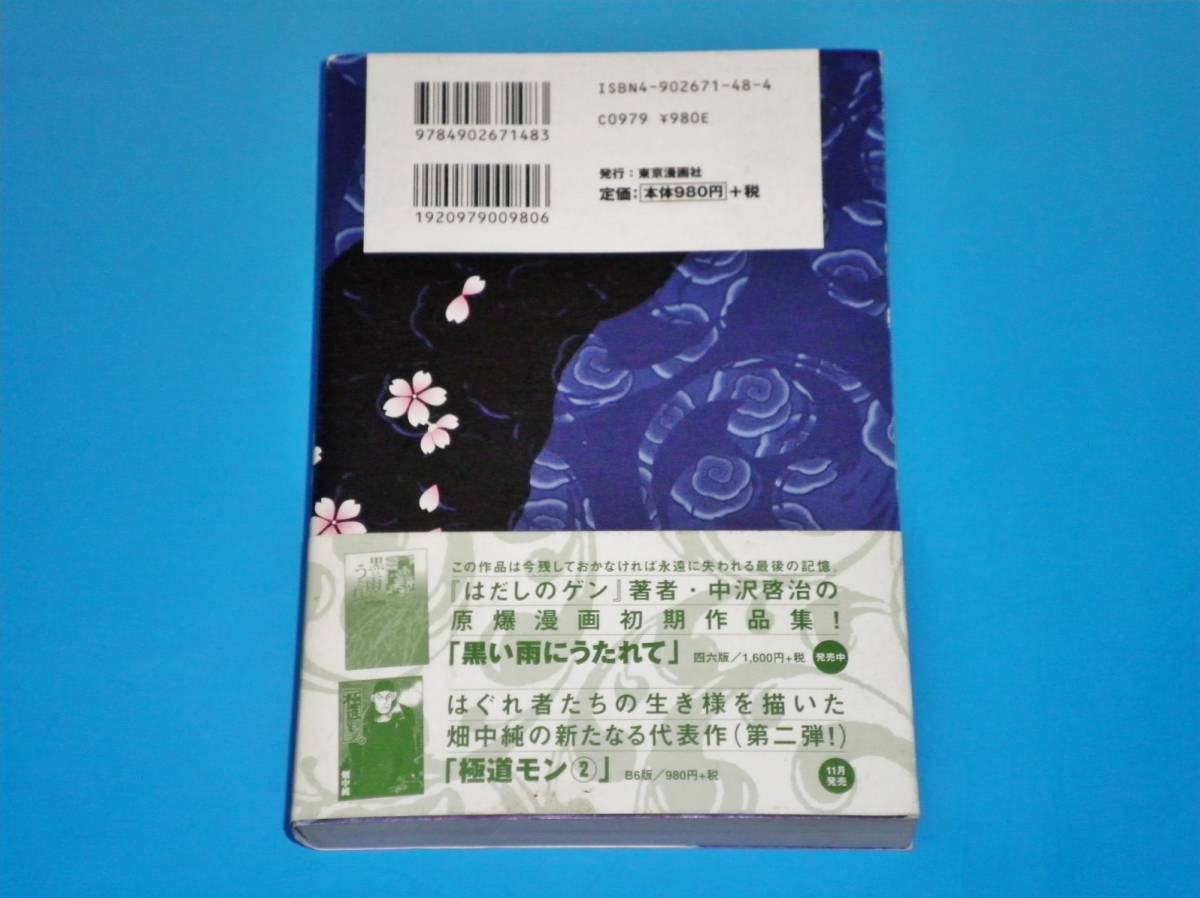 ISBN4-902671-48-4
C0979 ¥980E
9784902671483
発行：東京漫画社
定価：本体980円＋税
1920979009806
この作品は今残しておかなければ永遠に失われる最後の記憶。
『はだしのゲン』著者・中沢啓治の
原爆漫画初期作品集！
「黒い雨にうたれて」 四六版／1,600円+税 発売中
はぐれ者たちの生き様を描いた
畑中純の新たなる代表作（第二弾！）
「極道モン②」 B6版／980円+税 11月発売
畑中純